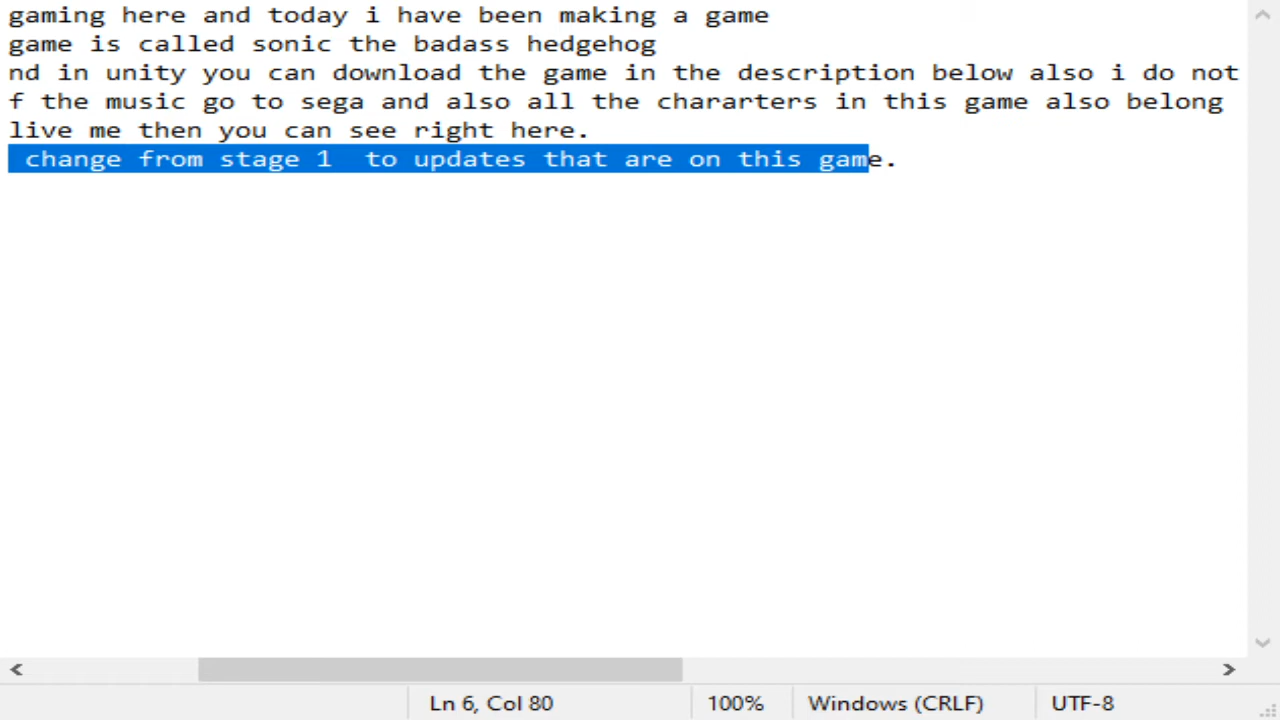 gaming here and today i have been making a game
game is called sonic the badass hedgehog
nd in unity you can download the game in the description below also i do not
f the music go to sega and also all the chararters in this game also belong
live me then you can see right here.
change from stage 1  to updates that are on this game.
Ln 6, Col 80
100%
Windows (CRLF)
UTF-8